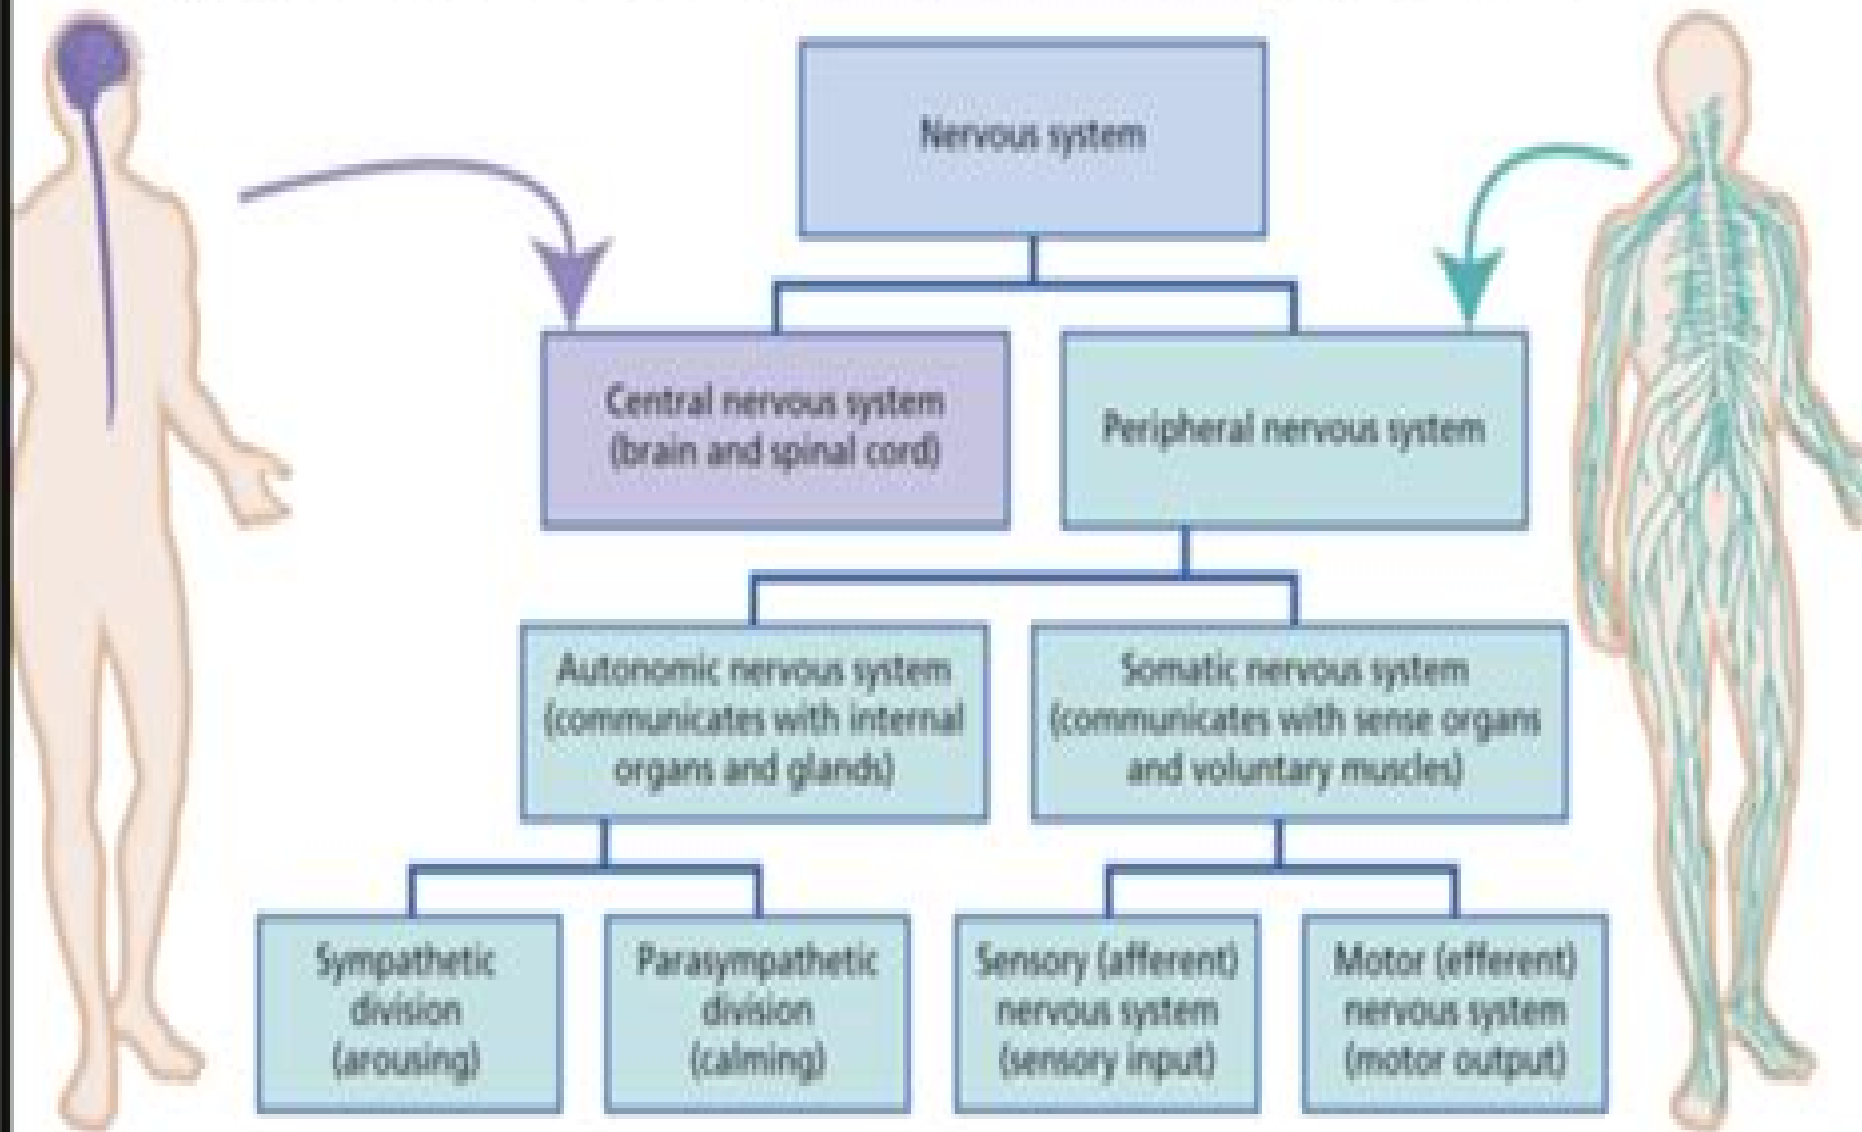 Nervous system
Central nervous system
(brain and spinal cord)
Peripheral nervous system
Autonomic nervous system
(communicates with internal
organs and glands)
Somatic nervous system
(communicates with sense organs
and voluntary muscles)
Sympathetic
division
(arousing)
Parasympathetic
division
(calming)
Sensory (afferent)
nervous system
(sensory input)
Motor (efferent)
nervous system
(motor output)